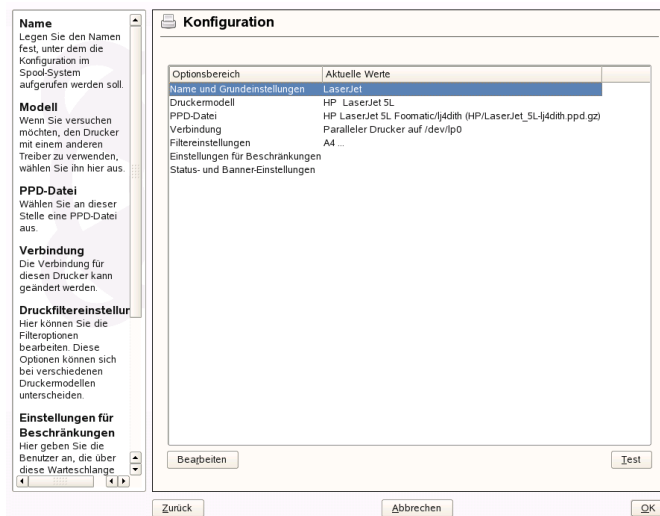 Name
Legen Sie den Namen
fest, unter dem die
Konfiguration im
Spool-System
aufgerufen werden soll.
Modell
Wenn Sie versuchen
möchten, den Drucker
mit einem anderen
Treiber zu verwenden,
wählen Sie ihn hier aus.
PPD-Datei
Wählen Sie an dieser
Stelle eine PPD-Datei
aus.
Verbindung
Die Verbindung für
diesen Drucker kann
geändert werden.
Druckfiltereinstellur
Hier können Sie die
Filteroptionen
bearbeiten. Diese
Optionen können sich
bei verschiedenen
Druckermodellen
unterscheiden.
Einstellungen für
Beschränkungen
Hier geben Sie die
Benutzer an, die über
diese Warteschlange
Konfiguration
Optionsbereich Aktuelle Werte
Name und Grundeinstellungen LaserJet
Druckermodell HP LaserJet 5L
PPD-Datei HP LaserJet 5L Foomatic/lj4dith (HP/LaserJet_5L-lj4dith.ppd.gz)
Verbindung Paralleler Drucker auf /dev/lp0
Filtereinstellungen A4 ...
Einstellungen für Beschränkungen
Status- und Banner-Einstellungen
Bearbeiten Test
Zurück Abbrechen OK